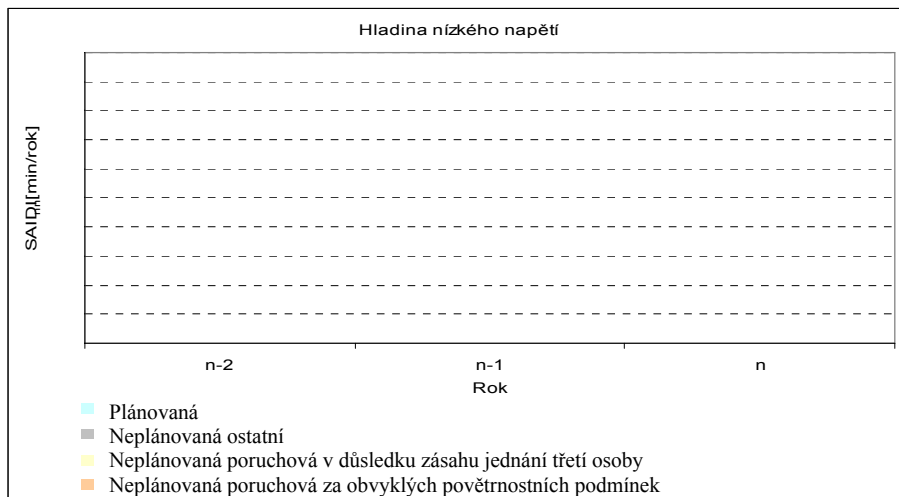 Hladina nízkého napětí
SAIDI [min/rok]
n-2 n-1 n
Rok
Plánovaná
Neplánovaná ostatní
Neplánovaná poruchová v důsledku zásahu jednání třetí osoby
Neplánovaná poruchová za obvyklých povětrnostních podmínek